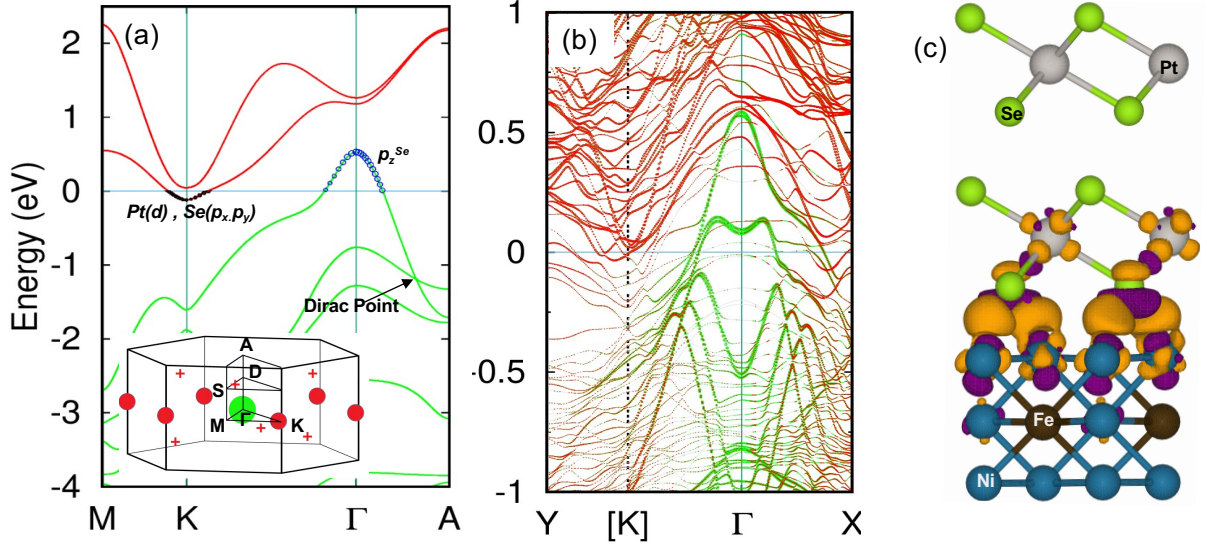 (a)
Energy (eV)
2
1
0
-1
-2
-3
-4
p_z^Se
Pt(d) , Se(p_x.p_y)
Dirac Point
A
D
S
M
Γ
K
M
K
Γ
A
(b)
1
0.5
0
-0.5
-1
Y
[K]
Γ
X
(c)
Pt
Se
Fe
Ni